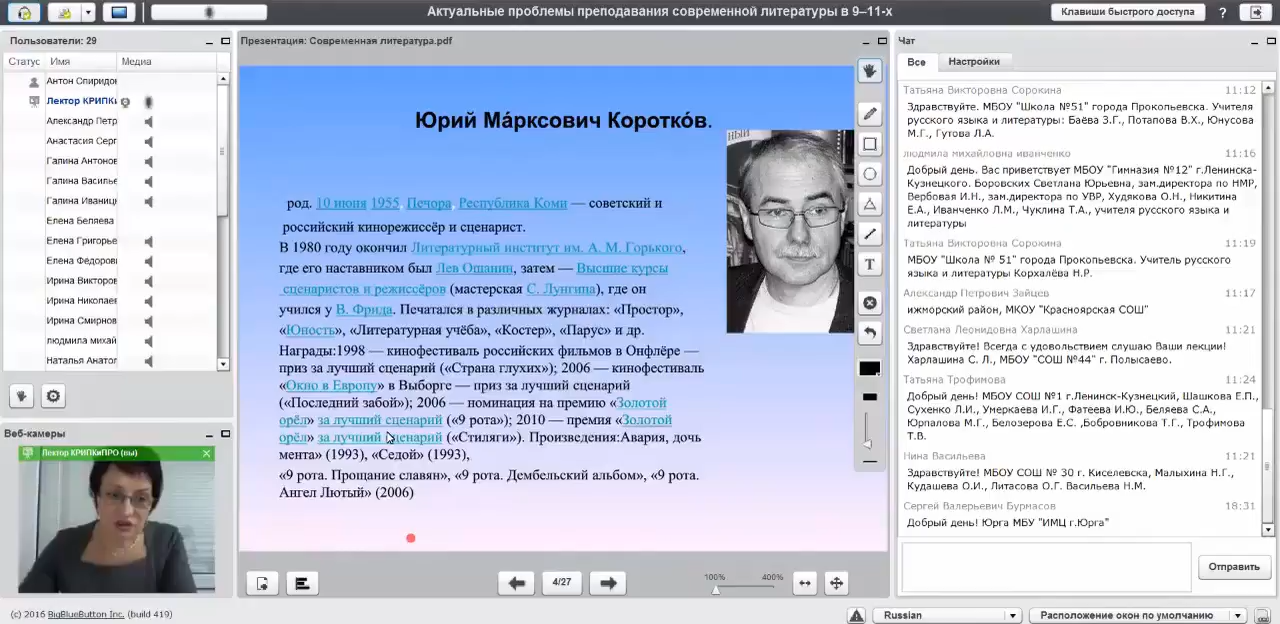 Актуальные проблемы преподавания современной литературы в 9–11-х
Клавиши быстрого доступа
?
Пользователи: 29
Статус Имя Медиа
Антон Спиридон
Лектор КРИПКи
Александр Петр
Анастасия Серг
Галина Антонов
Галина Василье
Галина Иваниц
Елена Беляева
Елена Григорье
Елена Федоров
Ирина Викторов
Ирина Николаев
Ирина Смирнов
людмила михай
Наталья Анатол
Веб-камеры
Лектор КРИПКиПРО (вы)
Презентация: Современная литература.pdf
Юрий Ма́рксович Коротко́в.
ный
род. 10 июня 1955, Печора, Республика Коми — советский и
российский кинорежиссёр и сценарист.
В 1980 году окончил Литературный институт им. А. М. Горького,
где его наставником был Лев Ошанин, затем — Высшие курсы
сценаристов и режиссёров (мастерская С. Лунгина), где он
учился у В. Фрида. Печатался в различных журналах: «Простор»,
«Юность», «Литературная учёба», «Костер», «Парус» и др.
Награды:1998 — кинофестиваль российских фильмов в Онфлёре —
приз за лучший сценарий («Страна глухих»); 2006 — кинофестиваль
«Окно в Европу» в Выборге — приз за лучший сценарий
(«Последний забой»); 2006 — номинация на премию «Золотой
орёл» за лучший сценарий («9 рота»); 2010 — премия «Золотой
орёл» за лучший сценарий («Стиляги»). Произведения:Авария, дочь
мента» (1993), «Седой» (1993),
«9 рота. Прощание славян», «9 рота. Дембельский альбом», «9 рота.
Ангел Лютый» (2006)
T
4/27
100% 400%
Чат
Все Настройки
Татьяна Викторовна Сорокина 11:12
Здравствуйте. МБОУ "Школа №51" города Прокопьевска. Учителя
русского языка и литературы: Баёва З.Г., Потапова В.Х., Юнусова
М.Г., Гутова Л.А.
людмила михайловна иванченко 11:16
Добрый день. Вас приветствует МБОУ "Гимназия №12" г.Ленинска-
Кузнецкого. Боровских Светлана Юрьевна, зам.директора по НМР,
Вербовая И.Н., зам.директора по УВР, Худякова О.Н., Никитина
Е.А., Иванченко Л.М., Чуклина Т.А., учителя русского языка и
литературы
Татьяна Викторовна Сорокина 11:19
МБОУ "Школа № 51" города Прокопьевска. Учитель русского
языка и литературы Корхалёва Н.Р.
Александр Петрович Зайцев 11:17
ижморский район, МКОУ "Красноярская СОШ"
Светлана Леонидовна Харлашина 11:21
Здравствуйте! Всегда с удовольствием слушаю Ваши лекции!
Харлашина С. Л., МБОУ "СОШ №44" г. Полысаево.
Татьяна Трофимова 11:24
Добрый день! МБОУ СОШ №1 г.Ленинск-Кузнецкий, Шашкова Е.П.,
Сухенко Л.И., Унеркаева И.Г., Фатеева И.Ю., Беляева С.А.,
Юрпалова М.Г., Белозерова Е.С. ,Бобровникова Т.Г., Трофимова
Т.В.
Нина Васильева 11:21
Здравствуйте! МБОУ СОШ № 30 г. Киселевска, Малыхина Н.Г.,
Кудашева О.И., Литасова О.Г. Васильева Н.М.
Сергей Валерьевич Бурмасов 18:31
Добрый день! Юрга МБУ "ИМЦ г.Юрга"
Отправить
(c) 2016 BigBlueButton Inc. (build 419)
Russian
Расположение окон по умолчанию